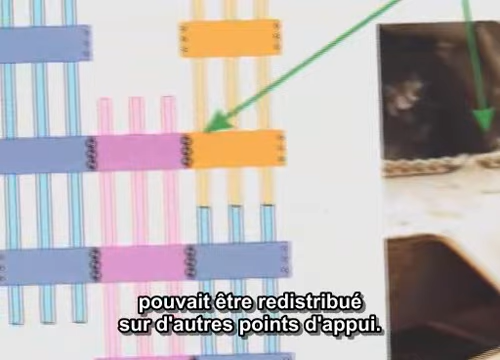 pouvait être redistribué
sur d'autres points d'appui.